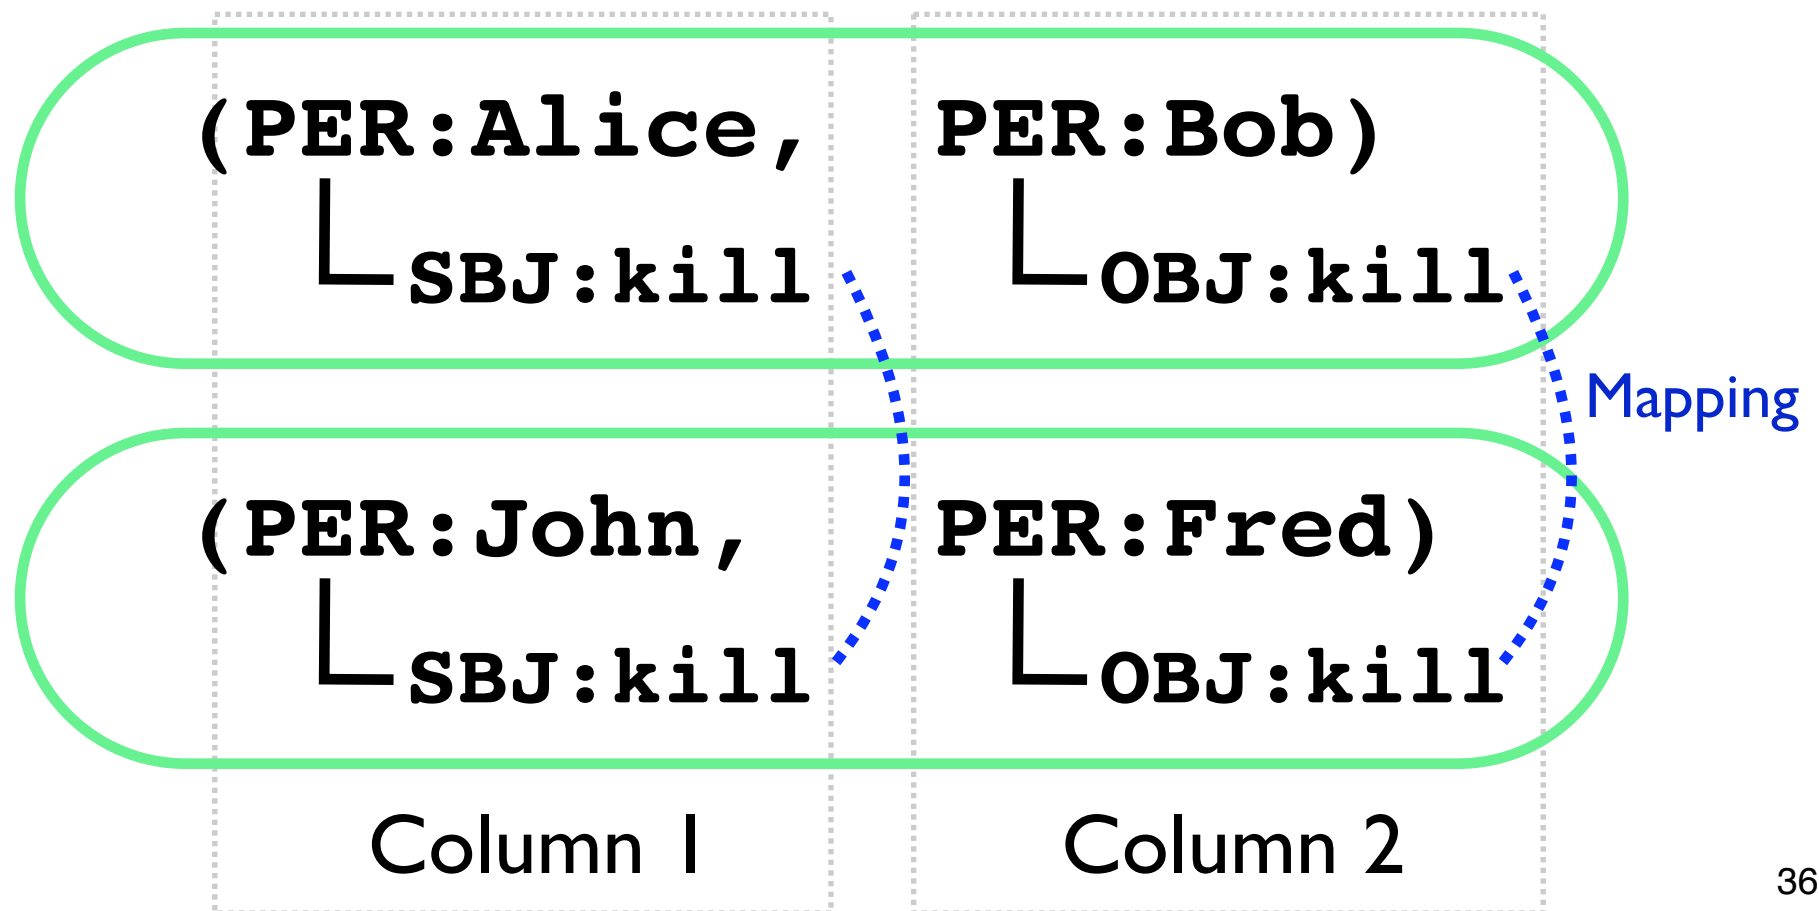 (PER:Alice, PER:Bob)
SBJ:kill OBJ:kill
Mapping
(PER:John, PER:Fred)
SBJ:kill OBJ:kill
Column 1 Column 2
36